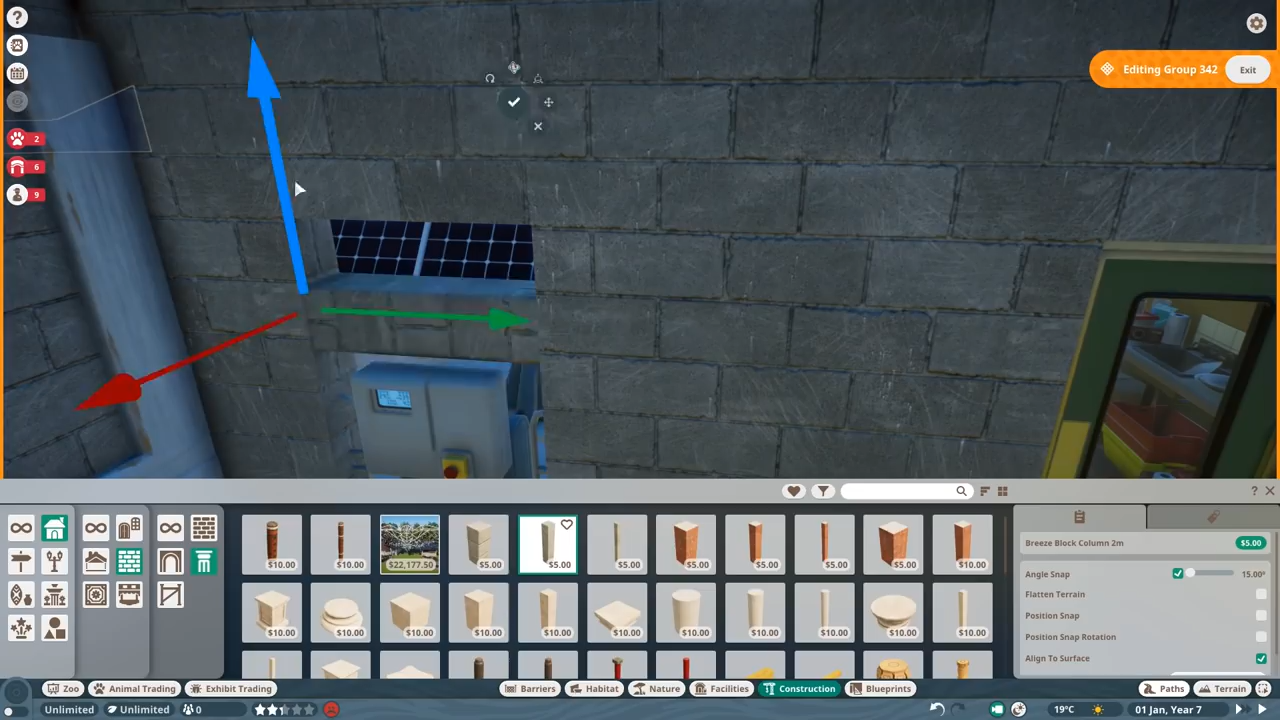 ?
Editing Group 342
Exit
2
6
9
? ×
$10.00
$10.00
$22,177.50
$5.00
$5.00
$5.00
$5.00
$5.00
$5.00
$5.00
$10.00
$10.00
$10.00
$10.00
$10.00
$10.00
$10.00
$10.00
$10.00
$10.00
$10.00
$10.00
Breeze Block Column 2m $5.00
Angle Snap 15.00°
Flatten Terrain
Position Snap
Position Snap Rotation
Align To Surface
Zoo Animal Trading Exhibit Trading Barriers Habitat Nature Facilities Construction Blueprints Paths Terrain
Unlimited Unlimited 0 19°C 01 Jan, Year 7